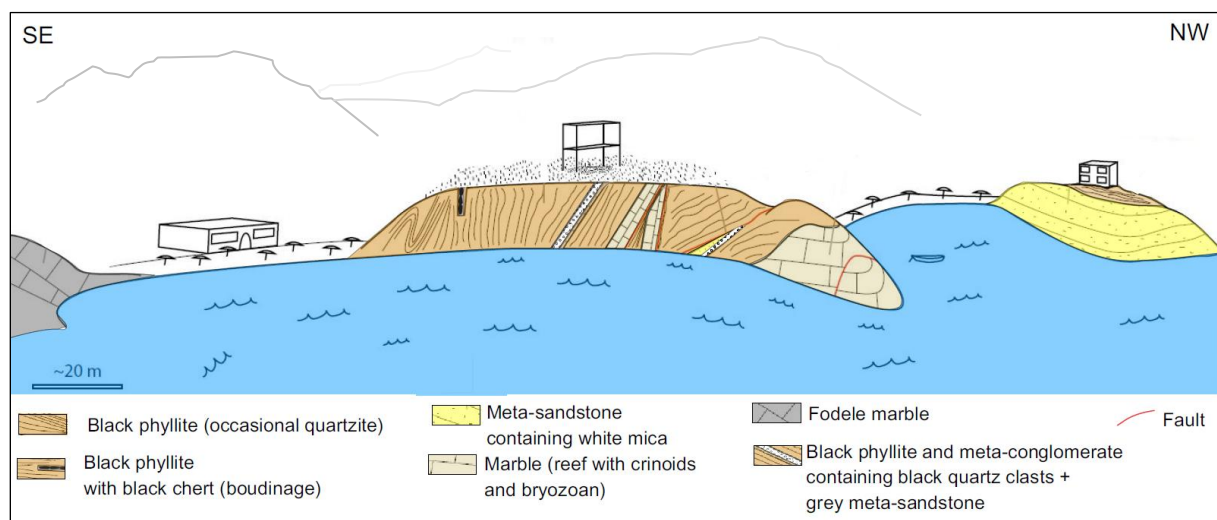 SE
NW
~20 m
Black phyllite (occasional quartzite)
Black phyllite
with black chert (boudinage)
Meta-sandstone
containing white mica
Marble (reef with crinoids
and bryozoan)
Fodele marble
Black phyllite and meta-conglomerate
containing black quartz clasts +
grey meta-sandstone
Fault